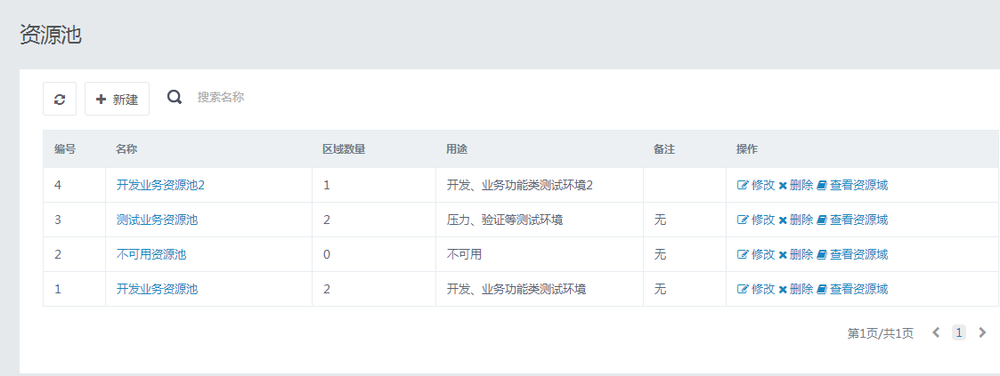 资源池
新建 搜索名称
编号 名称 区域数量 用途 备注 操作
4 开发业务资源池2 1 开发、业务功能类测试环境2 修改 删除 查看资源域
3 测试业务资源池 2 压力、验证等测试环境 无 修改 删除 查看资源域
2 不可用资源池 0 不可用 无 修改 删除 查看资源域
1 开发业务资源池 2 开发、业务功能类测试环境 无 修改 删除 查看资源域
第1页/共1页 1